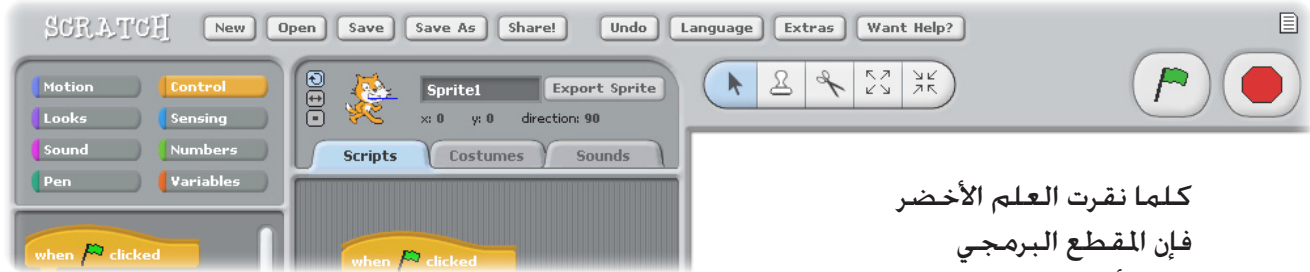 SCRATCH New Open Save Save As Share! Undo Language Extras Want Help?
Motion Control
Looks Sensing
Sound Numbers
Pen Variables
Sprite1 Export Sprite
x: 0 y: 0 direction: 90
Scripts Costumes Sounds
when clicked
when clicked
كلما نقرت العلم الأخضر
فإن المقطع البرمجي